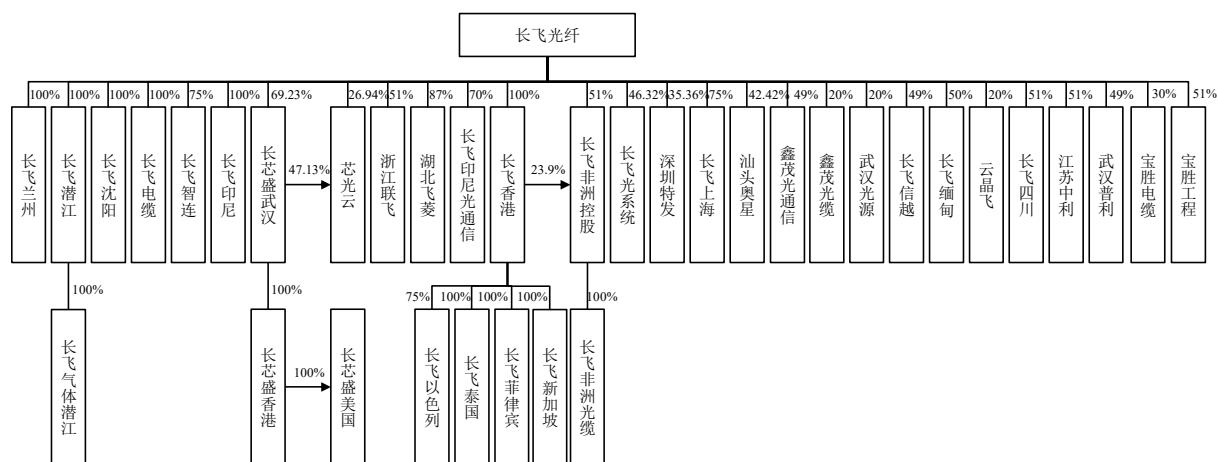 长飞光纤
100%
100%
100%
100%
75%
100%
69.23%
26.94%
51%
87%
70%
100%
51%
46.32%
35.36%
75%
42.42%
49%
20%
20%
49%
50%
20%
51%
51%
49%
30%
51%
长飞兰州
长飞潜江
长飞沈阳
长飞电缆
长飞智连
长飞印尼
长芯盛武汉
47.13%
芯光云
浙江联飞
湖北飞菱
长飞印尼光通信
长飞香港
23.9%
长飞非洲控股
长飞光系统
深圳特发
长飞上海
汕头奥星
鑫茂光通信
鑫茂光缆
武汉光源
长飞信越
长飞缅甸
云晶飞
长飞四川
江苏中利
武汉普利
宝胜电缆
宝胜工程
100%
100%
75%
100%
100%
100%
100%
长飞气体潜江
长芯盛香港
100%
长芯盛美国
长飞以色列
长飞泰国
长飞菲律宾
长飞新加坡
长飞非洲光缆